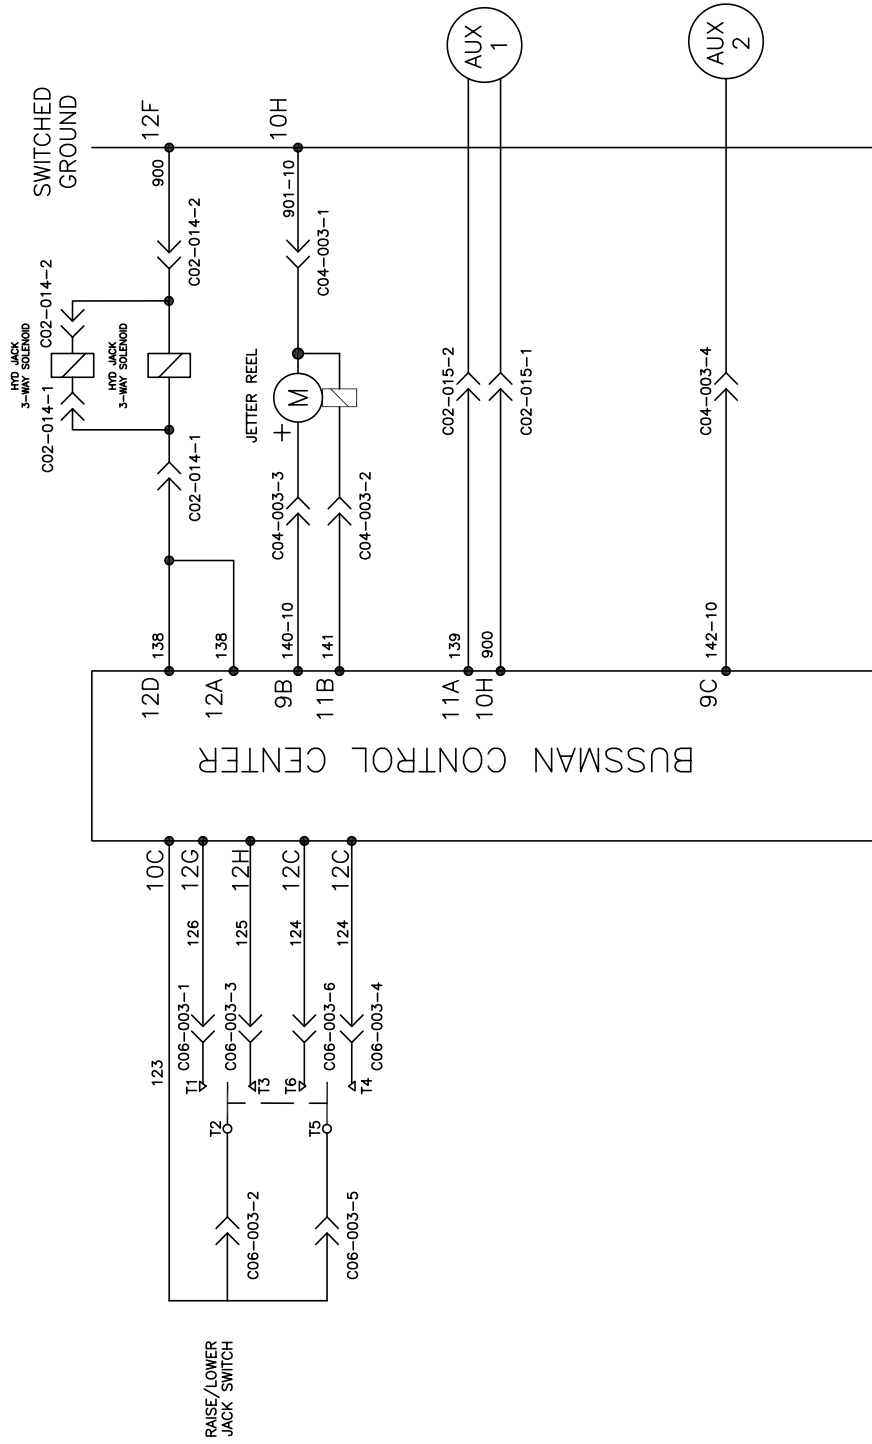 SWITCHED
GROUND
12F
10H
900
901-10
C02-014-2
C02-014-2
C04-003-1
HYD JACK
3-WAY SOLENOID
HYD JACK
3-WAY SOLENOID
C02-014-1
C02-014-1
JETTER REEL
M
+
C04-003-3
C04-003-2
AUX
1
AUX
2
C02-015-2
C02-015-1
C04-003-4
138
138
140-10
141
139
900
142-10
12D
12A
9B
11B
11A
10H
9C
BUSSMAN CONTROL CENTER
10C
12G
12H
12C
12C
123
126
125
124
124
C06-003-1
C06-003-3
C06-003-6
C06-003-4
T1
T3
T6
T4
T2
T5
C06-003-2
C06-003-5
RAISE/LOWER
JACK SWITCH